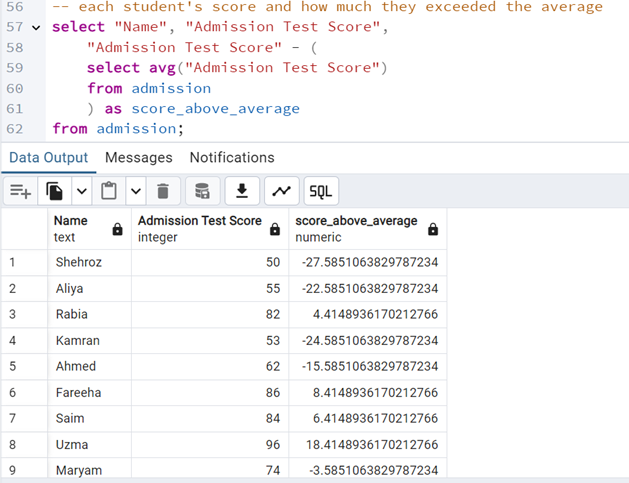 56 -- each student's score and how much they exceeded the average
57 select "Name", "Admission Test Score",
58 "Admission Test Score" - (
59 select avg("Admission Test Score")
60 from admission
61 ) as score_above_average
62 from admission;
Data Output Messages Notifications
SQL
Name Admission Test Score score_above_average
text integer numeric
1 Shehroz 50 -27.5851063829787234
2 Aliya 55 -22.5851063829787234
3 Rabia 82 4.4148936170212766
4 Kamran 53 -24.5851063829787234
5 Ahmed 62 -15.5851063829787234
6 Fareeha 86 8.4148936170212766
7 Saim 84 6.4148936170212766
8 Uzma 96 18.4148936170212766
9 Maryam 74 -3.5851063829787234